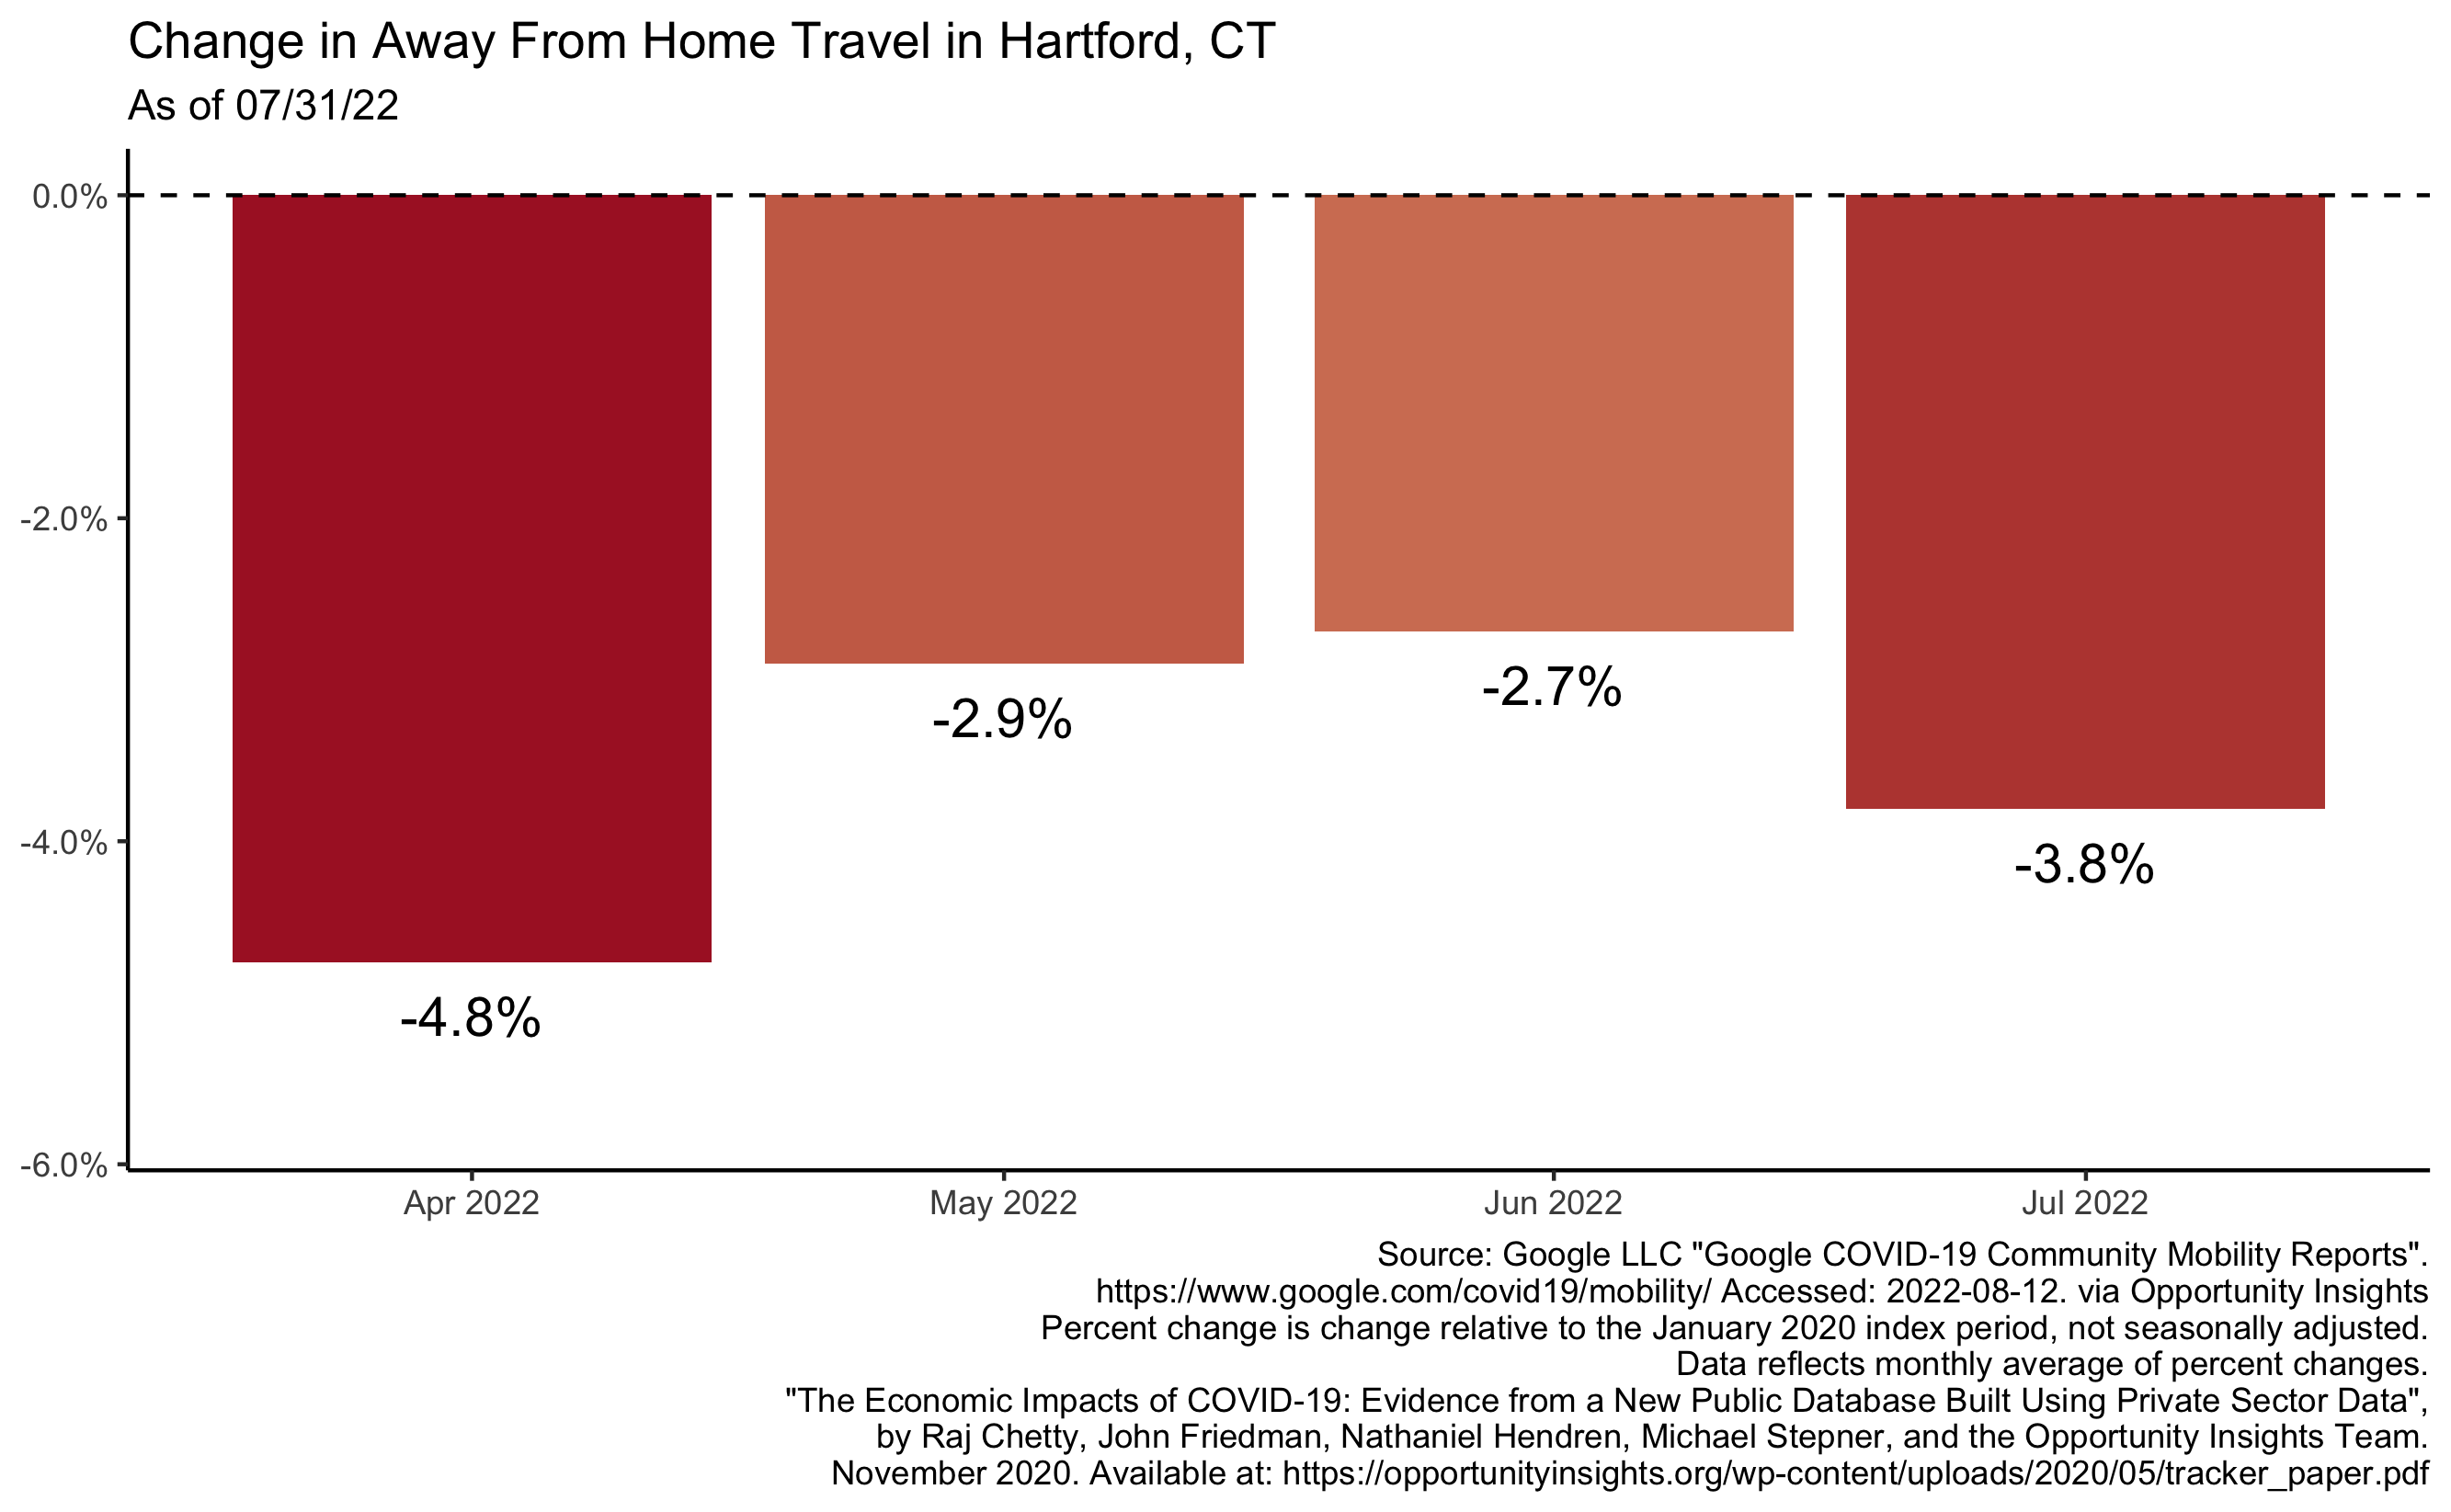 Change in Away From Home Travel in Hartford, CT
As of 07/31/22
0.0%
-2.0%
-4.0%
-6.0%
-4.8%
-2.9%
-2.7%
-3.8%
Apr 2022
May 2022
Jun 2022
Jul 2022
Source: Google LLC "Google COVID-19 Community Mobility Reports".
https://www.google.com/covid19/mobility/ Accessed: 2022-08-12. via Opportunity Insights
Percent change is change relative to the January 2020 index period, not seasonally adjusted.
Data reflects monthly average of percent changes.
"The Economic Impacts of COVID-19: Evidence from a New Public Database Built Using Private Sector Data",
by Raj Chetty, John Friedman, Nathaniel Hendren, Michael Stepner, and the Opportunity Insights Team.
November 2020. Available at: https://opportunityinsights.org/wp-content/uploads/2020/05/tracker_paper.pdf